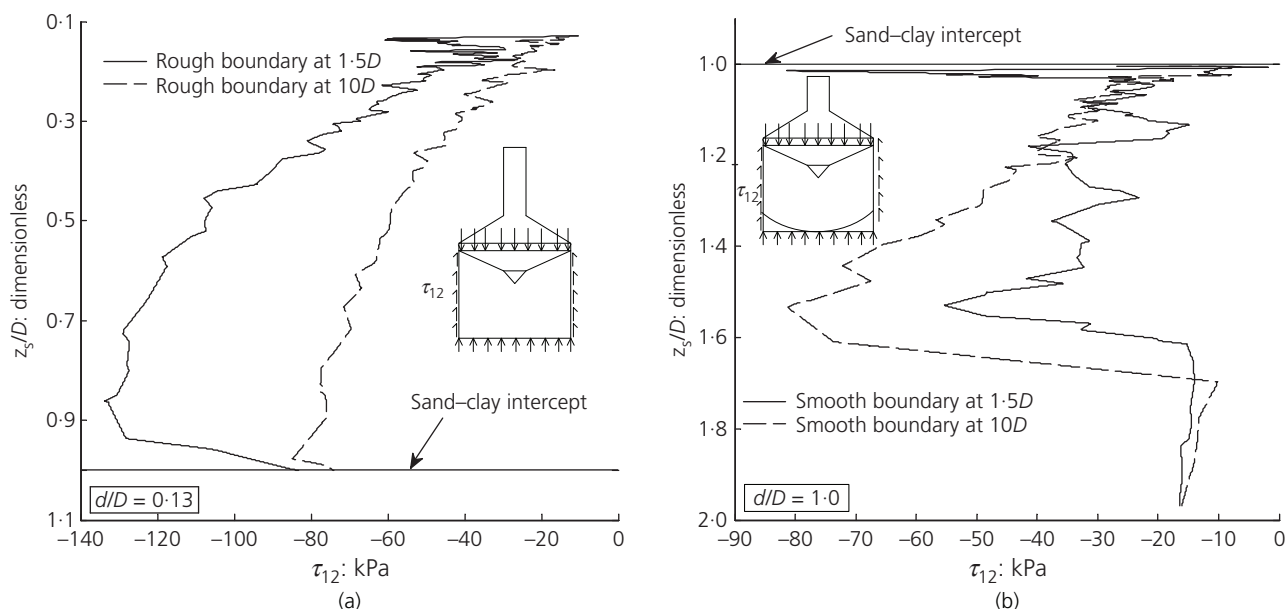 0·1
0·3
0·5
0·7
0·9
1·1
z_s/D: dimensionless
Rough boundary at 1·5D
Rough boundary at 10D
τ₁₂
Sand–clay intercept
d/D = 0·13
–140 –120 –100 –80 –60 –40 –20 0
τ₁₂: kPa
(a)
1·0
1·2
1·4
1·6
1·8
2·0
z_s/D: dimensionless
Sand–clay intercept
τ₁₂
Smooth boundary at 1·5D
Smooth boundary at 10D
d/D = 1·0
–90 –80 –70 –60 –50 –40 –30 –20 –10 0
τ₁₂: kPa
(b)